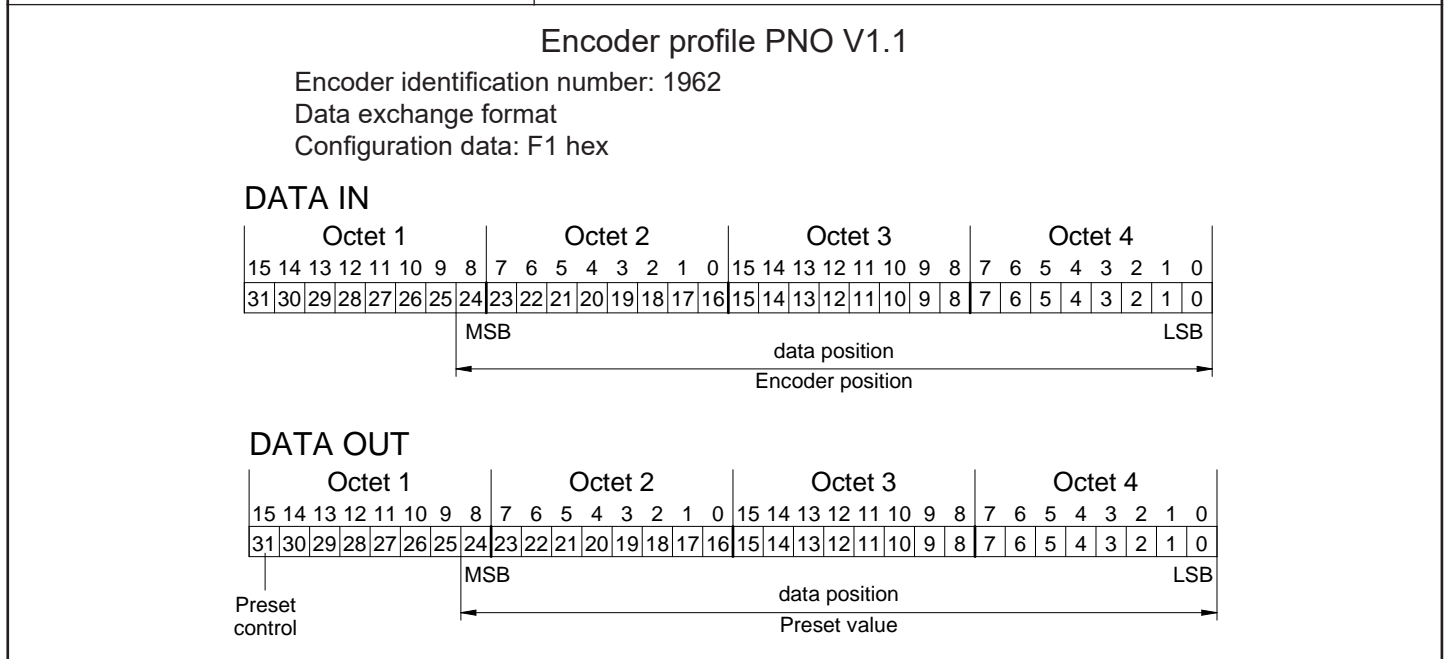 Encoder profile PNO V1.1
Encoder identification number: 1962
Data exchange format
Configuration data: F1 hex
DATA IN
Octet 1 Octet 2 Octet 3 Octet 4
15 14 13 12 11 10 9 8 7 6 5 4 3 2 1 0 15 14 13 12 11 10 9 8 7 6 5 4 3 2 1 0
31 30 29 28 27 26 25 24 23 22 21 20 19 18 17 16 15 14 13 12 11 10 9 8 7 6 5 4 3 2 1 0
MSB LSB
data position
Encoder position
DATA OUT
Octet 1 Octet 2 Octet 3 Octet 4
15 14 13 12 11 10 9 8 7 6 5 4 3 2 1 0 15 14 13 12 11 10 9 8 7 6 5 4 3 2 1 0
31 30 29 28 27 26 25 24 23 22 21 20 19 18 17 16 15 14 13 12 11 10 9 8 7 6 5 4 3 2 1 0
MSB LSB
data position
Preset value
Preset
control